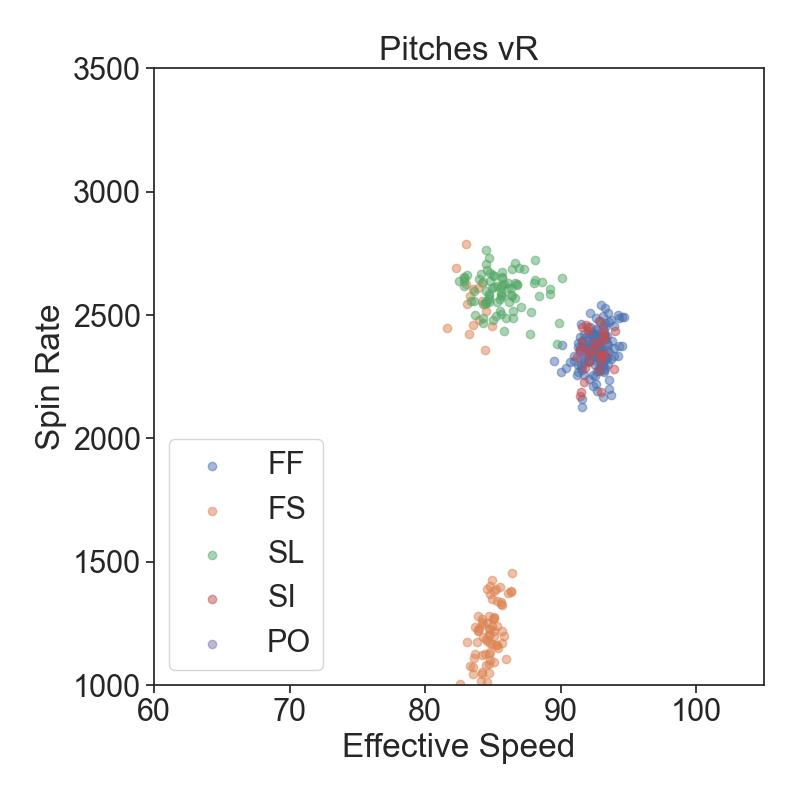 Pitches vR
3500
3000
2500
2000
1500
1000
Spin Rate
FF
FS
SL
SI
PO
60 70 80 90 100
Effective Speed